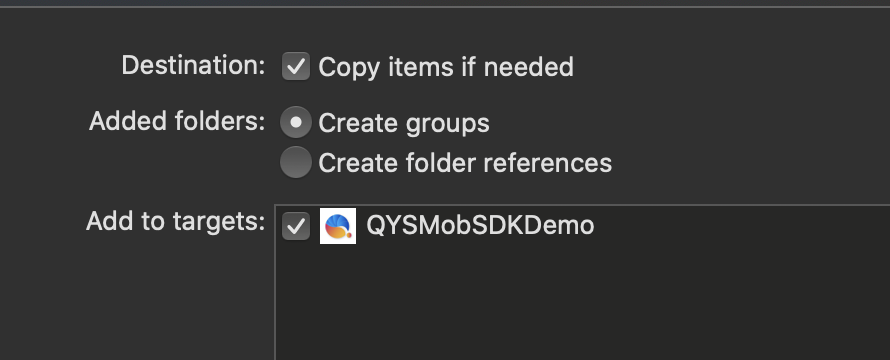 Destination: Copy items if needed
Added folders: Create groups
Create folder references
Add to targets: QYSMobSDKDemo